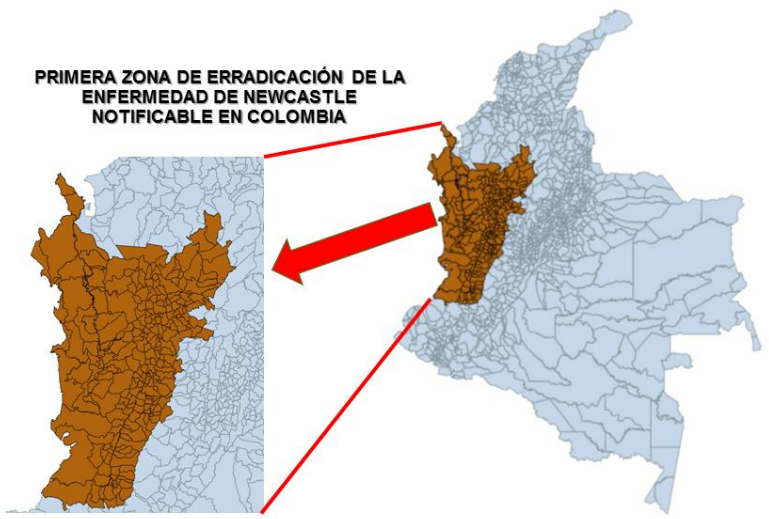 PRIMERA ZONA DE ERRADICACIÓN DE LA
ENFERMEDAD DE NEWCASTLE
NOTIFICABLE EN COLOMBIA